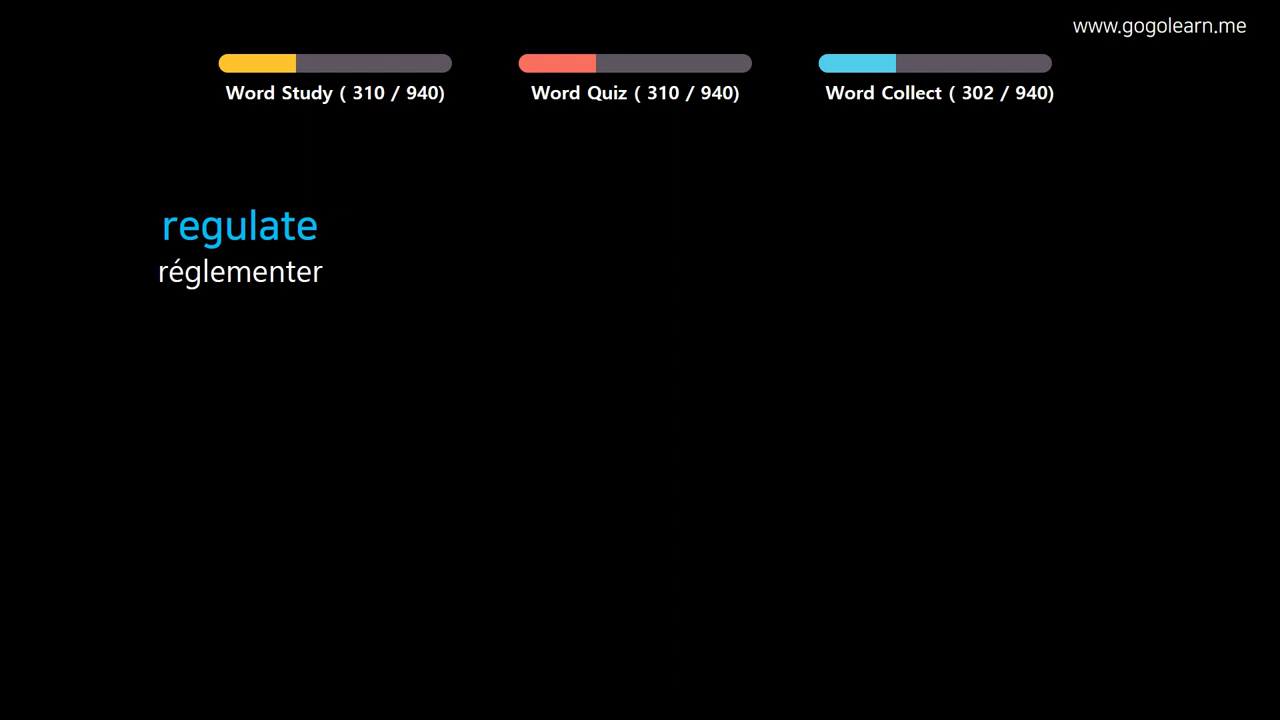 www.gogolearn.me
Word Study ( 310 / 940)
Word Quiz ( 310 / 940)
Word Collect ( 302 / 940)
regulate
réglementer